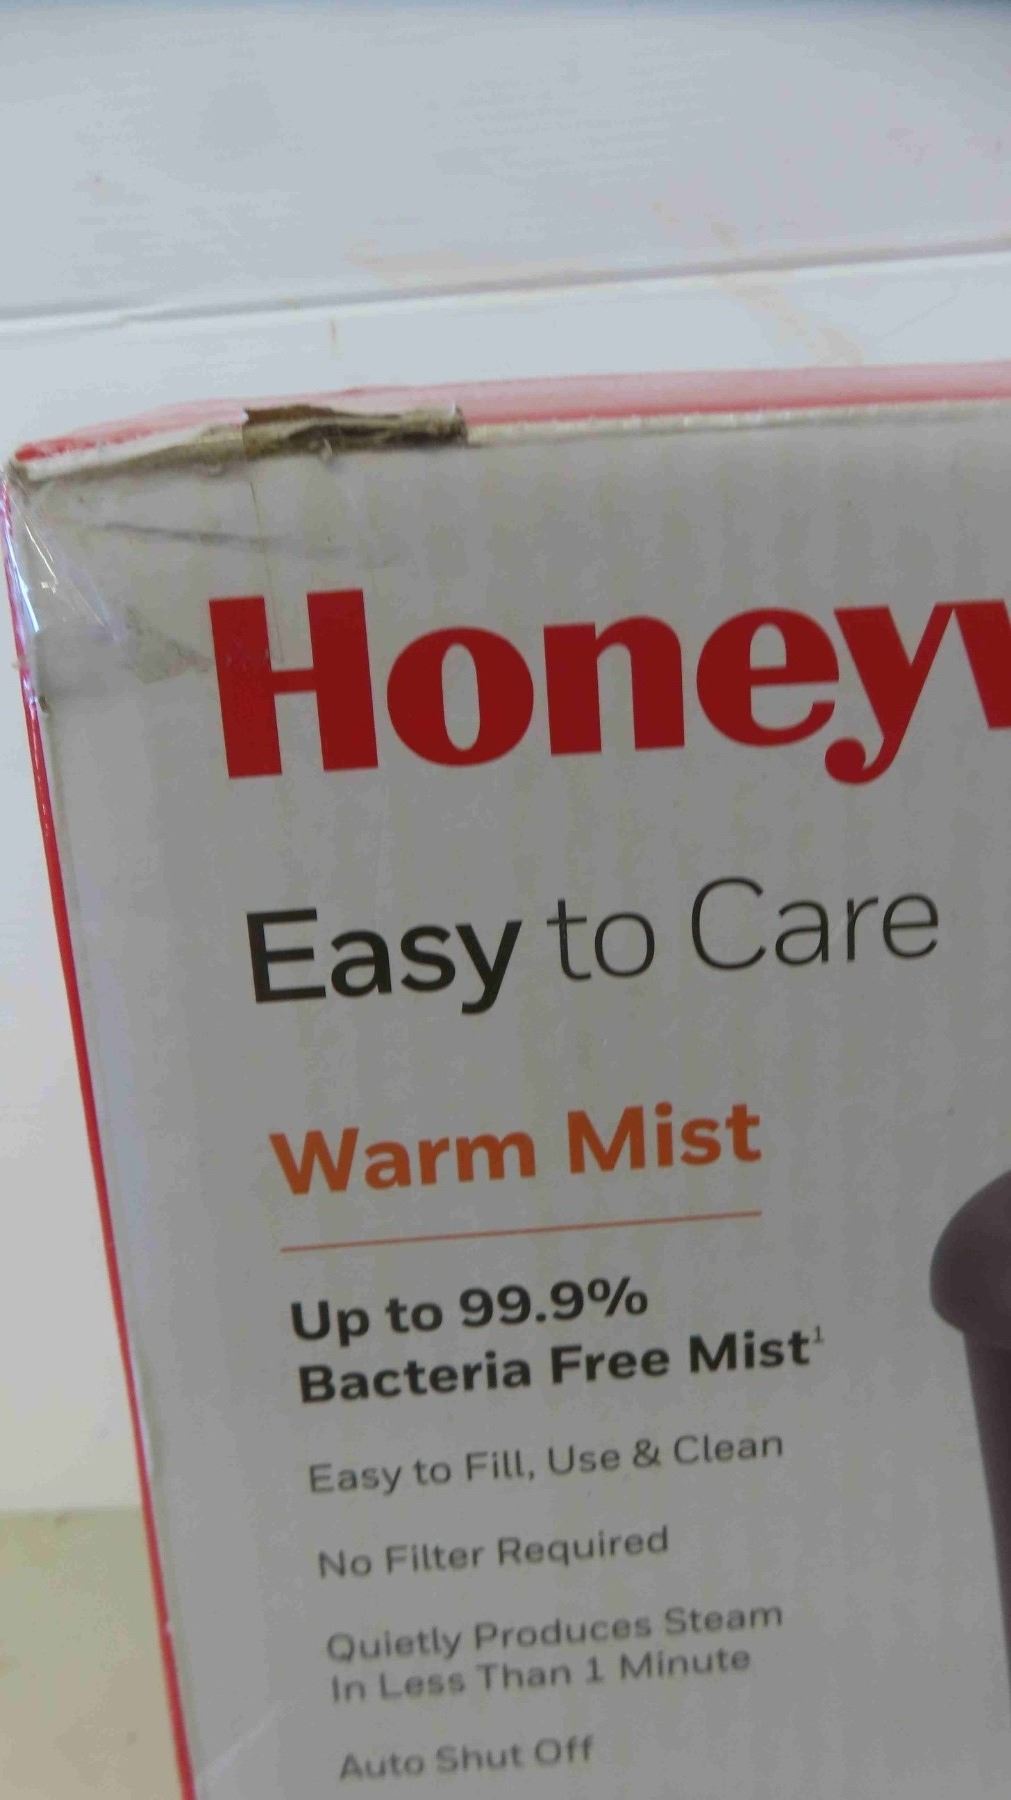 Honeyw
Easy to Care
Warm Mist
Up to 99.9%
Bacteria Free Mist¹
Easy to Fill, Use & Clean
No Filter Required
Quietly Produces Steam
In Less Than 1 Minute
Auto Shut Off